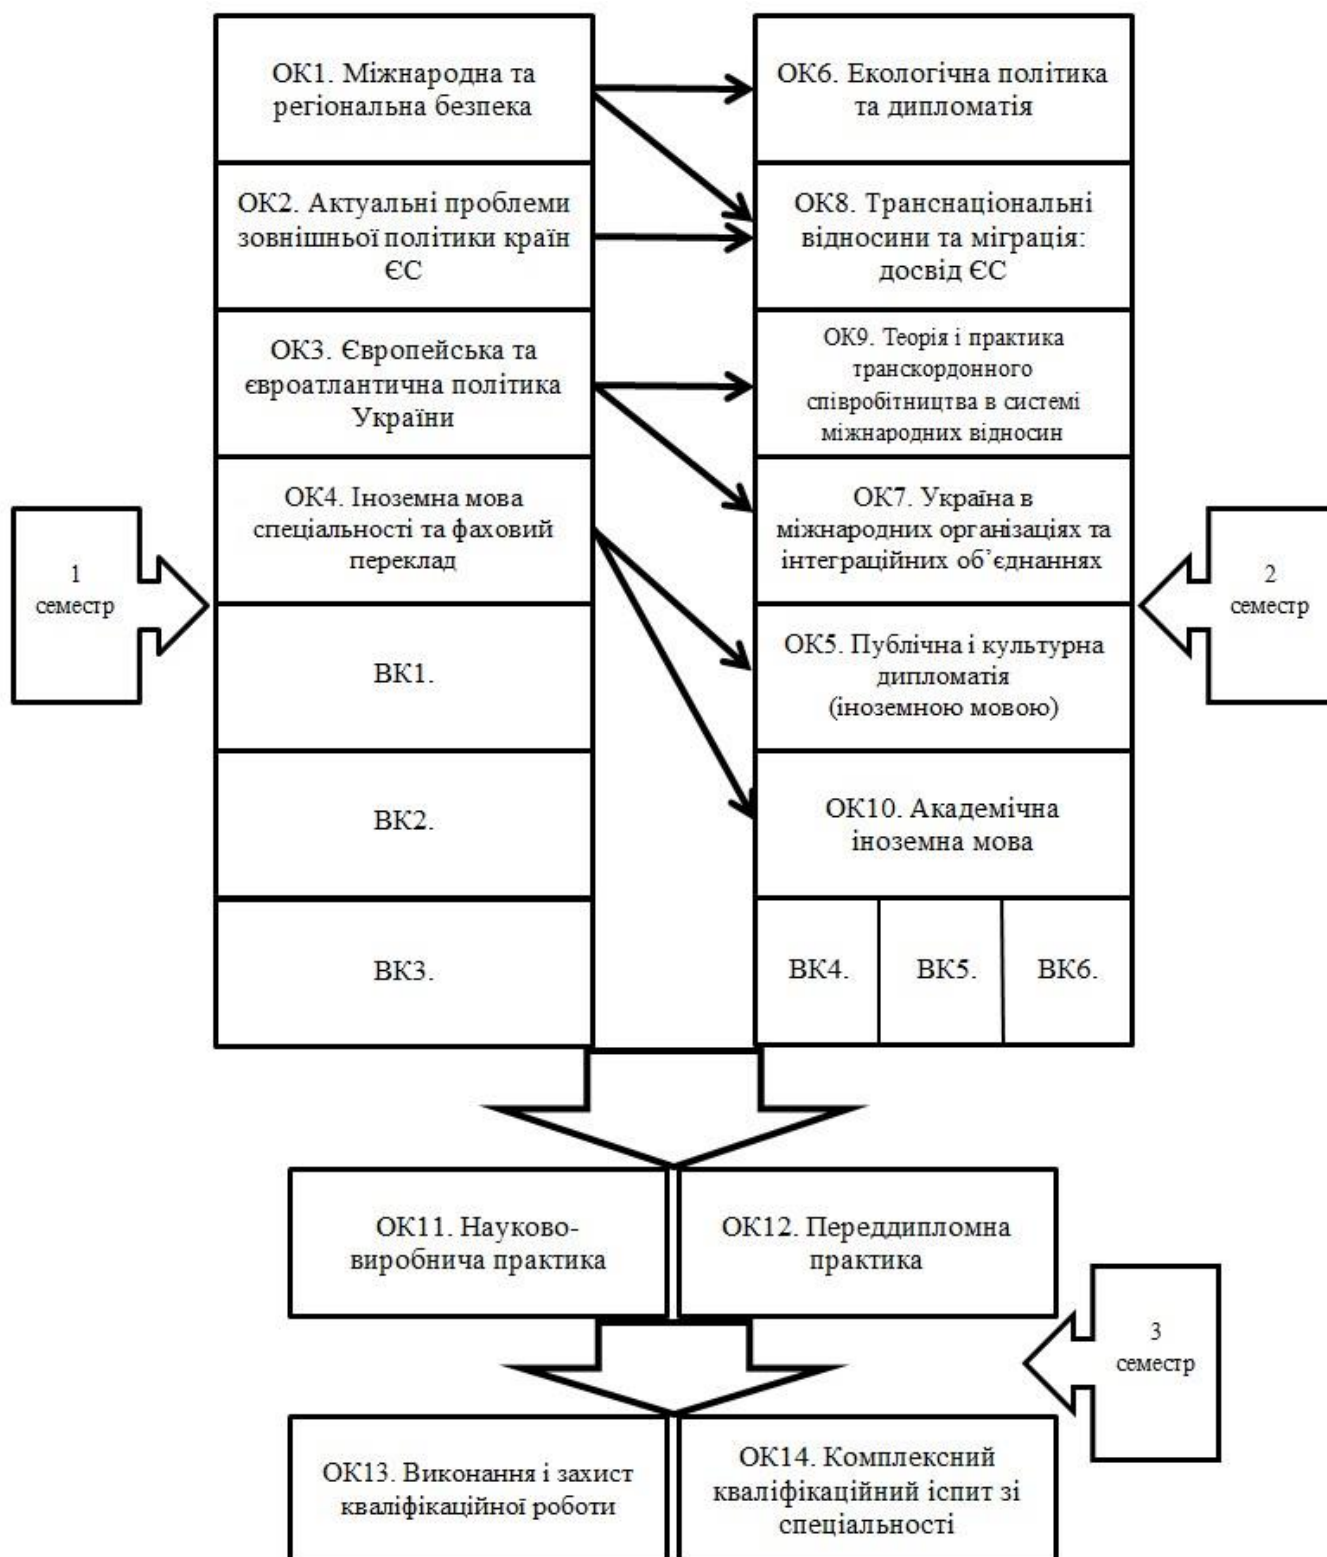 ОК1. Міжнародна та
регіональна безпека
ОК2. Актуальні проблеми
зовнішньої політики країн
ЄС
ОК3. Європейська та
євроатлантична політика
України
ОК4. Іноземна мова
спеціальності та фаховий
переклад
ВК1.
ВК2.
ВК3.
1
семестр
ОК6. Екологічна політика
та дипломатія
ОК8. Транснаціональні
відносини та міграція:
досвід ЄС
ОК9. Теорія і практика
транскордонного
співробітництва в системі
міжнародних відносин
ОК7. Україна в
міжнародних організаціях та
інтеграційних об’єднаннях
ОК5. Публічна і культурна
дипломатія
(іноземною мовою)
ОК10. Академічна
іноземна мова
ВК4.
ВК5.
ВК6.
2
семестр
ОК11. Науково-
виробнича практика
ОК12. Переддипломна
практика
3
семестр
ОК13. Виконання і захист
кваліфікаційної роботи
ОК14. Комплексний
кваліфікаційний іспит зі
спеціальності